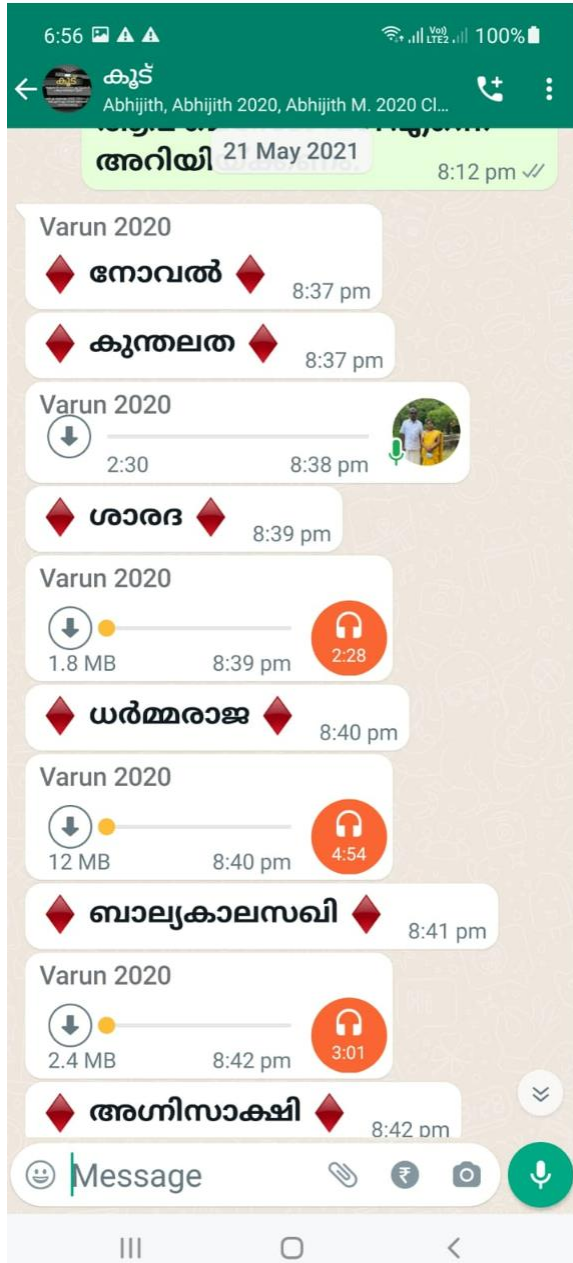 6:56
Vo))
LTE2
100%
കൂട്
Abhijith, Abhijith 2020, Abhijith M. 2020 Cl...
അറിയി
21 May 2021
8:12 pm
Varun 2020
നോവൽ
8:37 pm
കുന്തലത
8:37 pm
Varun 2020
2:30
8:38 pm
ശാരദ
8:39 pm
Varun 2020
1.8 MB
8:39 pm
2:28
ധർമ്മരാജ
8:40 pm
Varun 2020
12 MB
8:40 pm
4:54
ബാല്യകാലസഖി
8:41 pm
Varun 2020
2.4 MB
8:42 pm
3:01
അഗ്നിസാക്ഷി
8:42 pm
Message